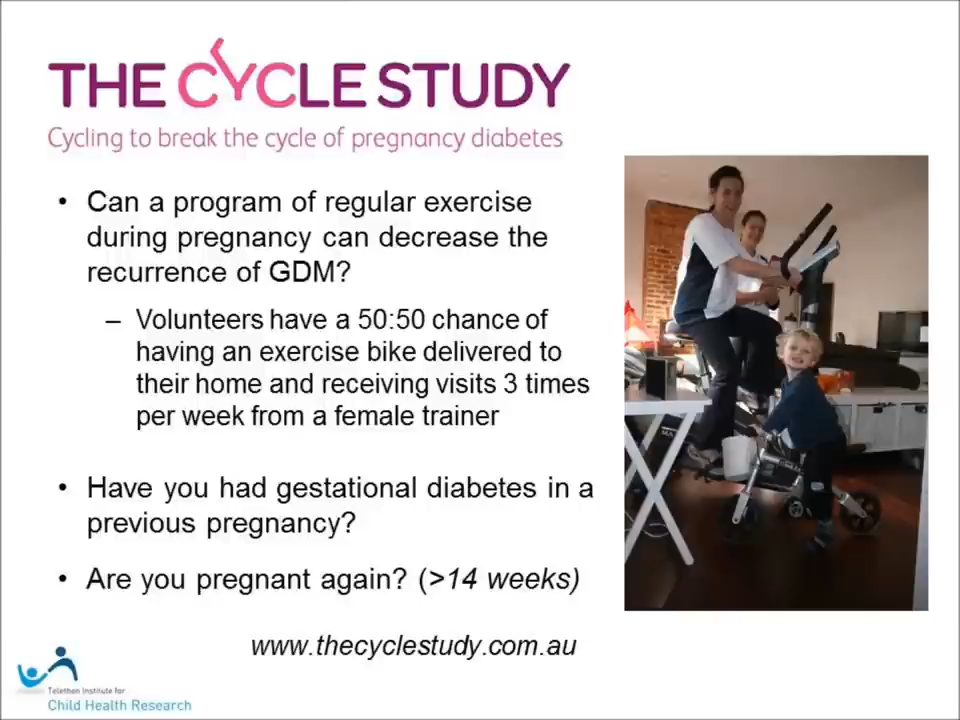 THE CYCLE STUDY
Cycling to break the cycle of pregnancy diabetes
• Can a program of regular exercise
during pregnancy can decrease the
recurrence of GDM?
– Volunteers have a 50:50 chance of
having an exercise bike delivered to
their home and receiving visits 3 times
per week from a female trainer
• Have you had gestational diabetes in a
previous pregnancy?
• Are you pregnant again? (>14 weeks)
www.thecyclestudy.com.au
Telethon Institute for
Child Health Research